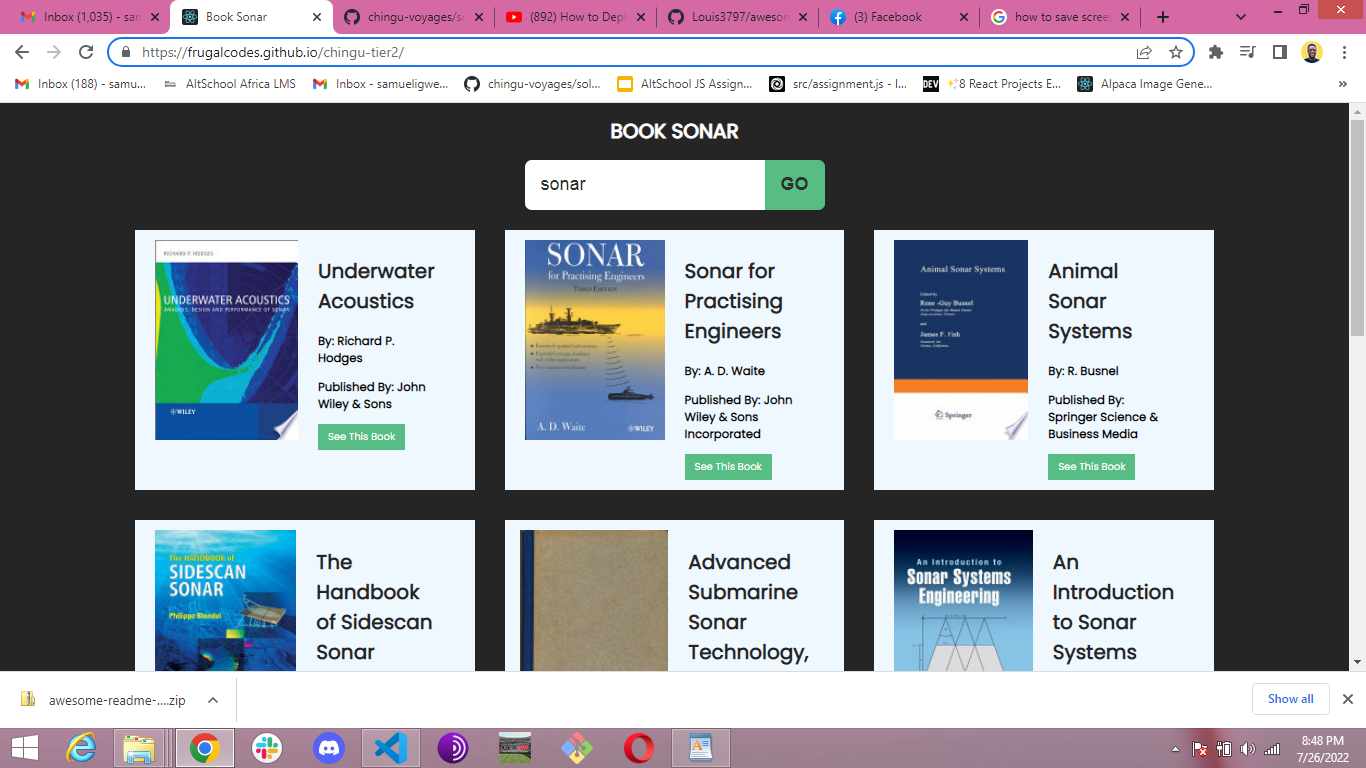 Inbox (1,035) - sam
Book Sonar
chingu-voyages/so
(892) How to Depl
Louis3797/awesom
(3) Facebook
how to save scree
https://frugalcodes.github.io/chingu-tier2/
Inbox (188) - samu...
AltSchool Africa LMS
Inbox - samueligwe...
chingu-voyages/sol...
AltSchool JS Assign...
src/assignment.js - I...
DEV
8 React Projects E...
Alpaca Image Gene...
»
BOOK SONAR
sonar
GO
RICHARD P. HODGES
UNDERWATER ACOUSTICS
ANALYSIS, DESIGN AND PERFORMANCE OF SONAR
WILEY
Underwater
Acoustics
By: Richard P.
Hodges
Published By: John
Wiley & Sons
See This Book
SONAR
for Practising Engineers
THIRD EDITION
A. D. Waite
WILEY
Sonar for
Practising
Engineers
By: A. D. Waite
Published By: John
Wiley & Sons
Incorporated
See This Book
Animal Sonar Systems
Edited by
Rene -Guy Busnel
and
James F. Fish
Springer
Animal
Sonar
Systems
By: R. Busnel
Published By:
Springer Science &
Business Media
See This Book
The HANDBOOK of
SIDESCAN
SONAR
Philippe Blondel
The
Handbook
of Sidescan
Sonar
Advanced
Submarine
Sonar
Technology,
An Introduction to
Sonar Systems
Engineering
An
Introduction
to Sonar
Systems
awesome-readme-....zip
Show all
8:48 PM
7/26/2022